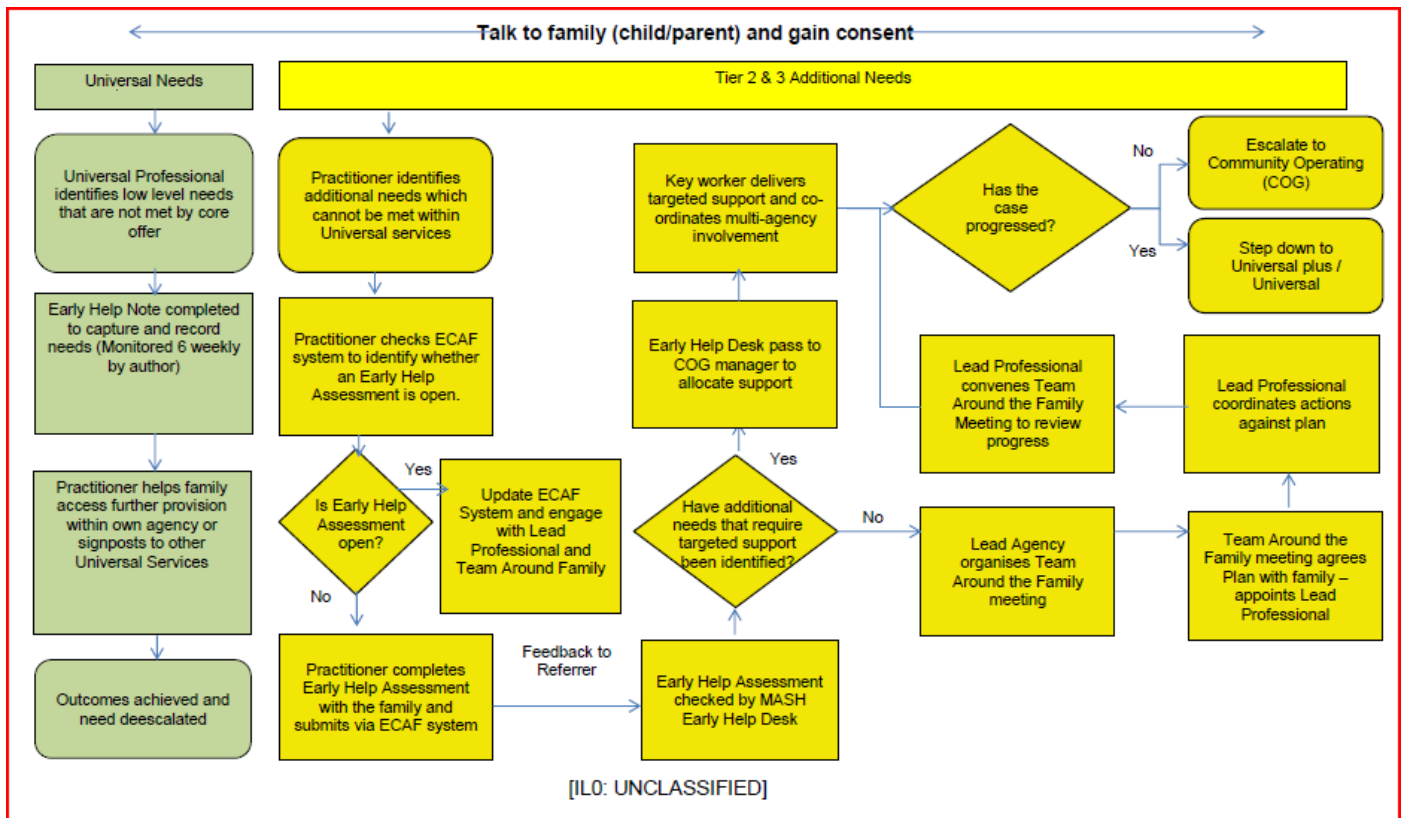 Talk to family (child/parent) and gain consent
Universal Needs
Tier 2 & 3 Additional Needs
Universal Professional
identifies low level needs
that are not met by core
offer
Early Help Note completed
to capture and record
needs (Monitored 6 weekly
by author)
Practitioner helps family
access further provision
within own agency or
signposts to other
Universal Services
Outcomes achieved and
need deescalated
Practitioner identifies
additional needs which
cannot be met within
Universal services
Practitioner checks ECAF
system to identify whether
an Early Help
Assessment is open.
Is Early Help
Assessment
open?
Yes
Update ECAF
System and engage
with Lead
Professional and
Team Around Family
No
Practitioner completes
Early Help Assessment
with the family and
submits via ECAF system
Feedback to
Referrer
Early Help Assessment
checked by MASH
Early Help Desk
Have additional
needs that require
targeted support
been identified?
Yes
Early Help Desk pass to
COG manager to
allocate support
Key worker delivers
targeted support and co-
ordinates multi-agency
involvement
No
Lead Agency
organises Team
Around the Family
meeting
Team Around the
Family meeting agrees
Plan with family –
appoints Lead
Professional
Lead Professional
coordinates actions
against plan
Lead Professional
convenes Team
Around the Family
Meeting to review
progress
Has the
case
progressed?
No
Escalate to
Community Operating
(COG)
Yes
Step down to
Universal plus /
Universal
[IL0: UNCLASSIFIED]